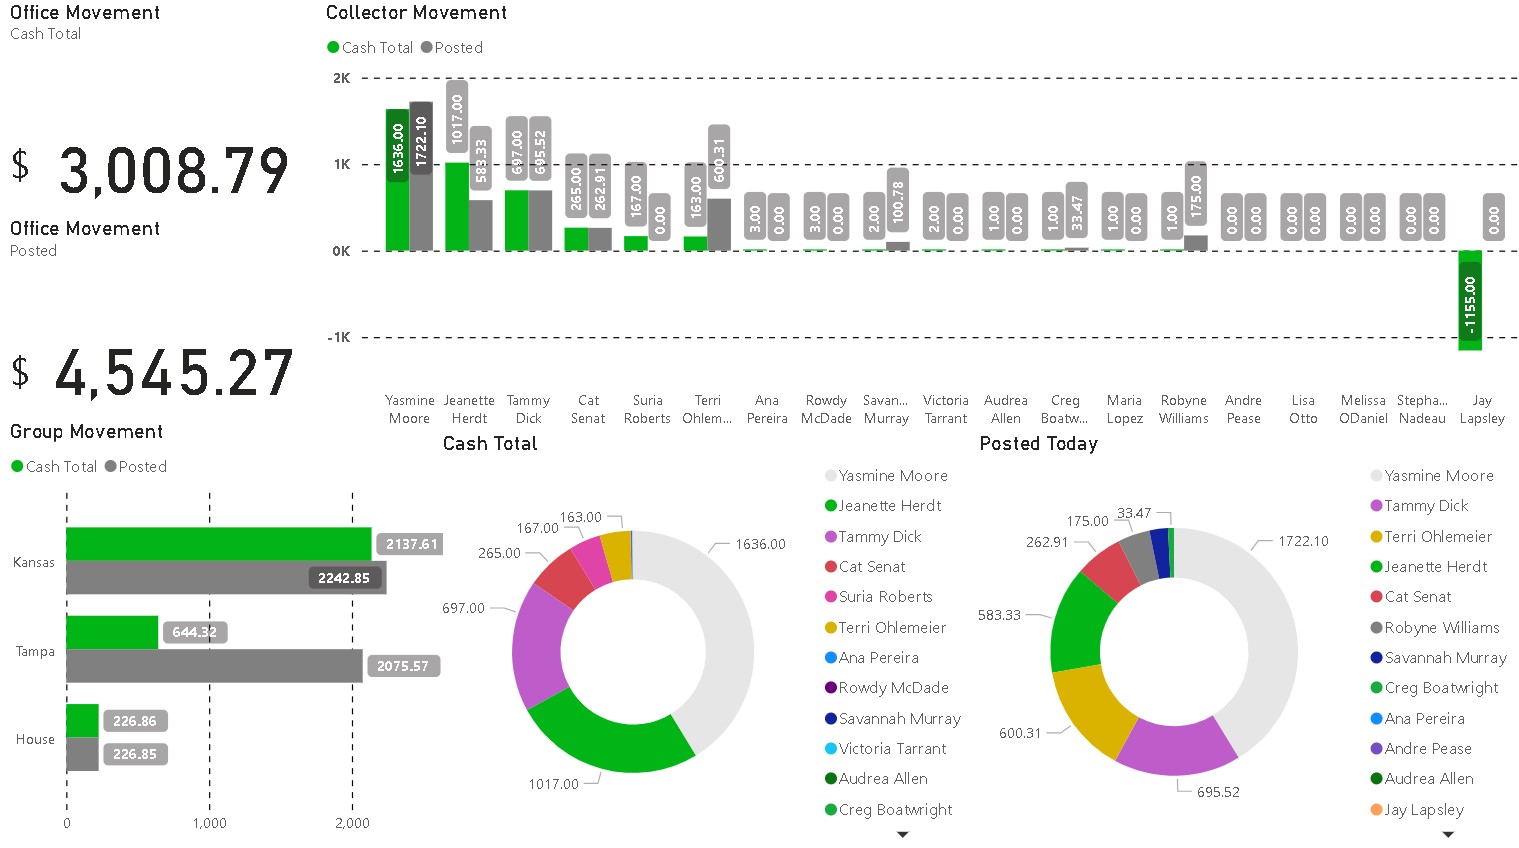 Office Movement
Cash Total
$ 3,008.79
Office Movement
Posted
$ 4,545.27
Collector Movement
Cash Total Posted
2K
1K
0K
-1K
1636.00 1722.10
1017.00 583.33
697.00 695.52
265.00 262.91
167.00 0.00
163.00 600.31
3.00 0.00
3.00 0.00
2.00 100.78
2.00 0.00
1.00 0.00
1.00 33.47
1.00 0.00
1.00 175.00
0.00 0.00
0.00 0.00
0.00 0.00
0.00 0.00
-1155.00 0.00
Yasmine Jeanette Tammy Cat Suria Terri Ana Rowdy Savan... Victoria Audrea Creg Maria Robyne Andre Lisa Melissa Stepha... Jay
Moore Herdt Dick Senat Roberts Ohlem... Pereira McDade Murray Tarrant Allen Boatw... Lopez Williams Pease Otto ODaniel Nadeau Lapsley
Group Movement
Cash Total Posted
Kansas
2137.61
2242.85
Tampa
644.32
2075.57
House
226.86
226.85
0 1,000 2,000
Cash Total
1636.00
1017.00
697.00
265.00
167.00
163.00
Yasmine Moore
Jeanette Herdt
Tammy Dick
Cat Senat
Suria Roberts
Terri Ohlemeier
Ana Pereira
Rowdy McDade
Savannah Murray
Victoria Tarrant
Audrea Allen
Creg Boatwright
Posted Today
1722.10
695.52
600.31
583.33
262.91
175.00
33.47
Yasmine Moore
Tammy Dick
Terri Ohlemeier
Jeanette Herdt
Cat Senat
Robyne Williams
Savannah Murray
Creg Boatwright
Ana Pereira
Andre Pease
Audrea Allen
Jay Lapsley